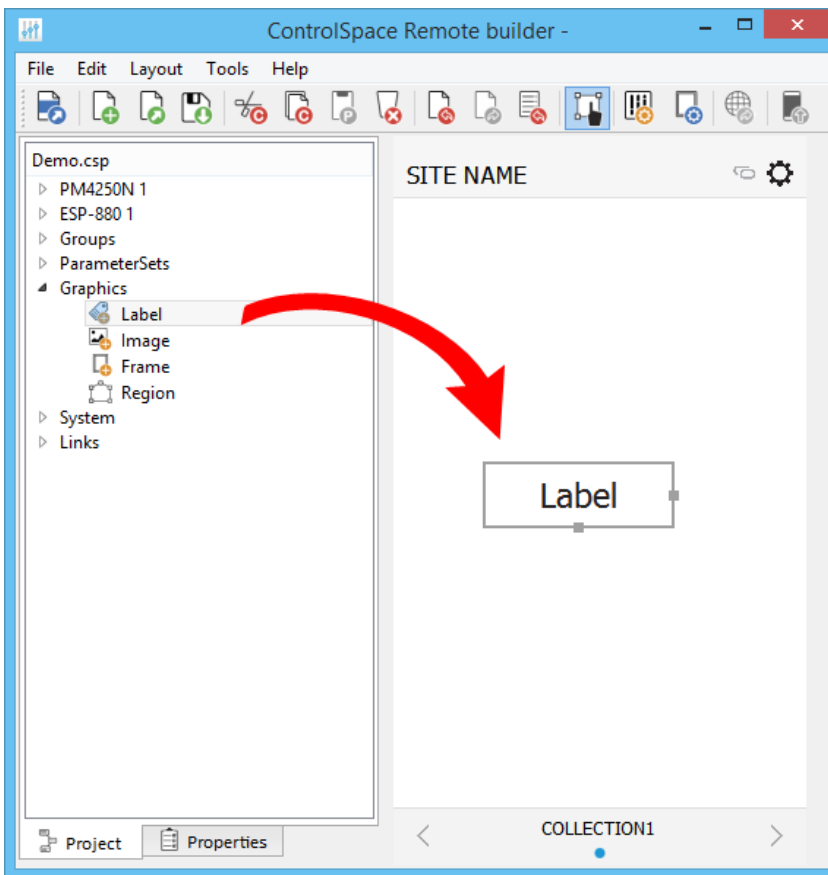 ControlSpace Remote builder -
File Edit Layout Tools Help
Demo.csp
PM4250N 1
ESP-880 1
Groups
ParameterSets
Graphics
Label
Image
Frame
Region
System
Links
Project Properties
SITE NAME
Label
COLLECTION1